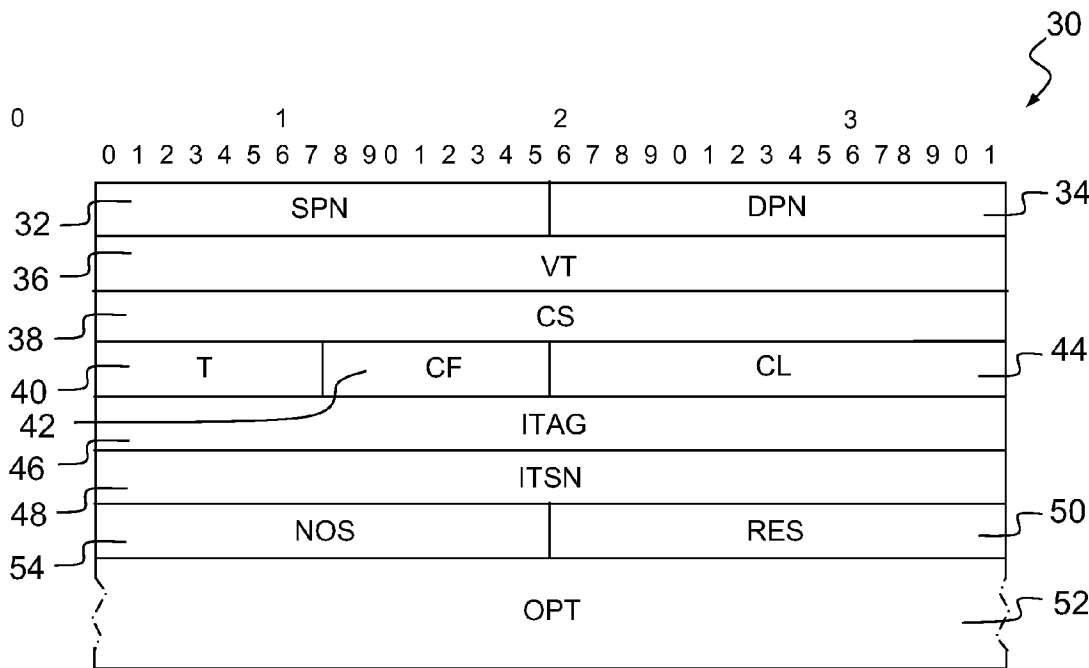 30
0 1 2 3
0 1 2 3 4 5 6 7 8 9 0 1 2 3 4 5 6 7 8 9 0 1 2 3 4 5 6 7 8 9 0 1
32 SPN DPN 34
36 VT
38 CS
40 T CF CL 44
42 ITAG
46
48 ITSN
54 NOS RES 50
OPT 52